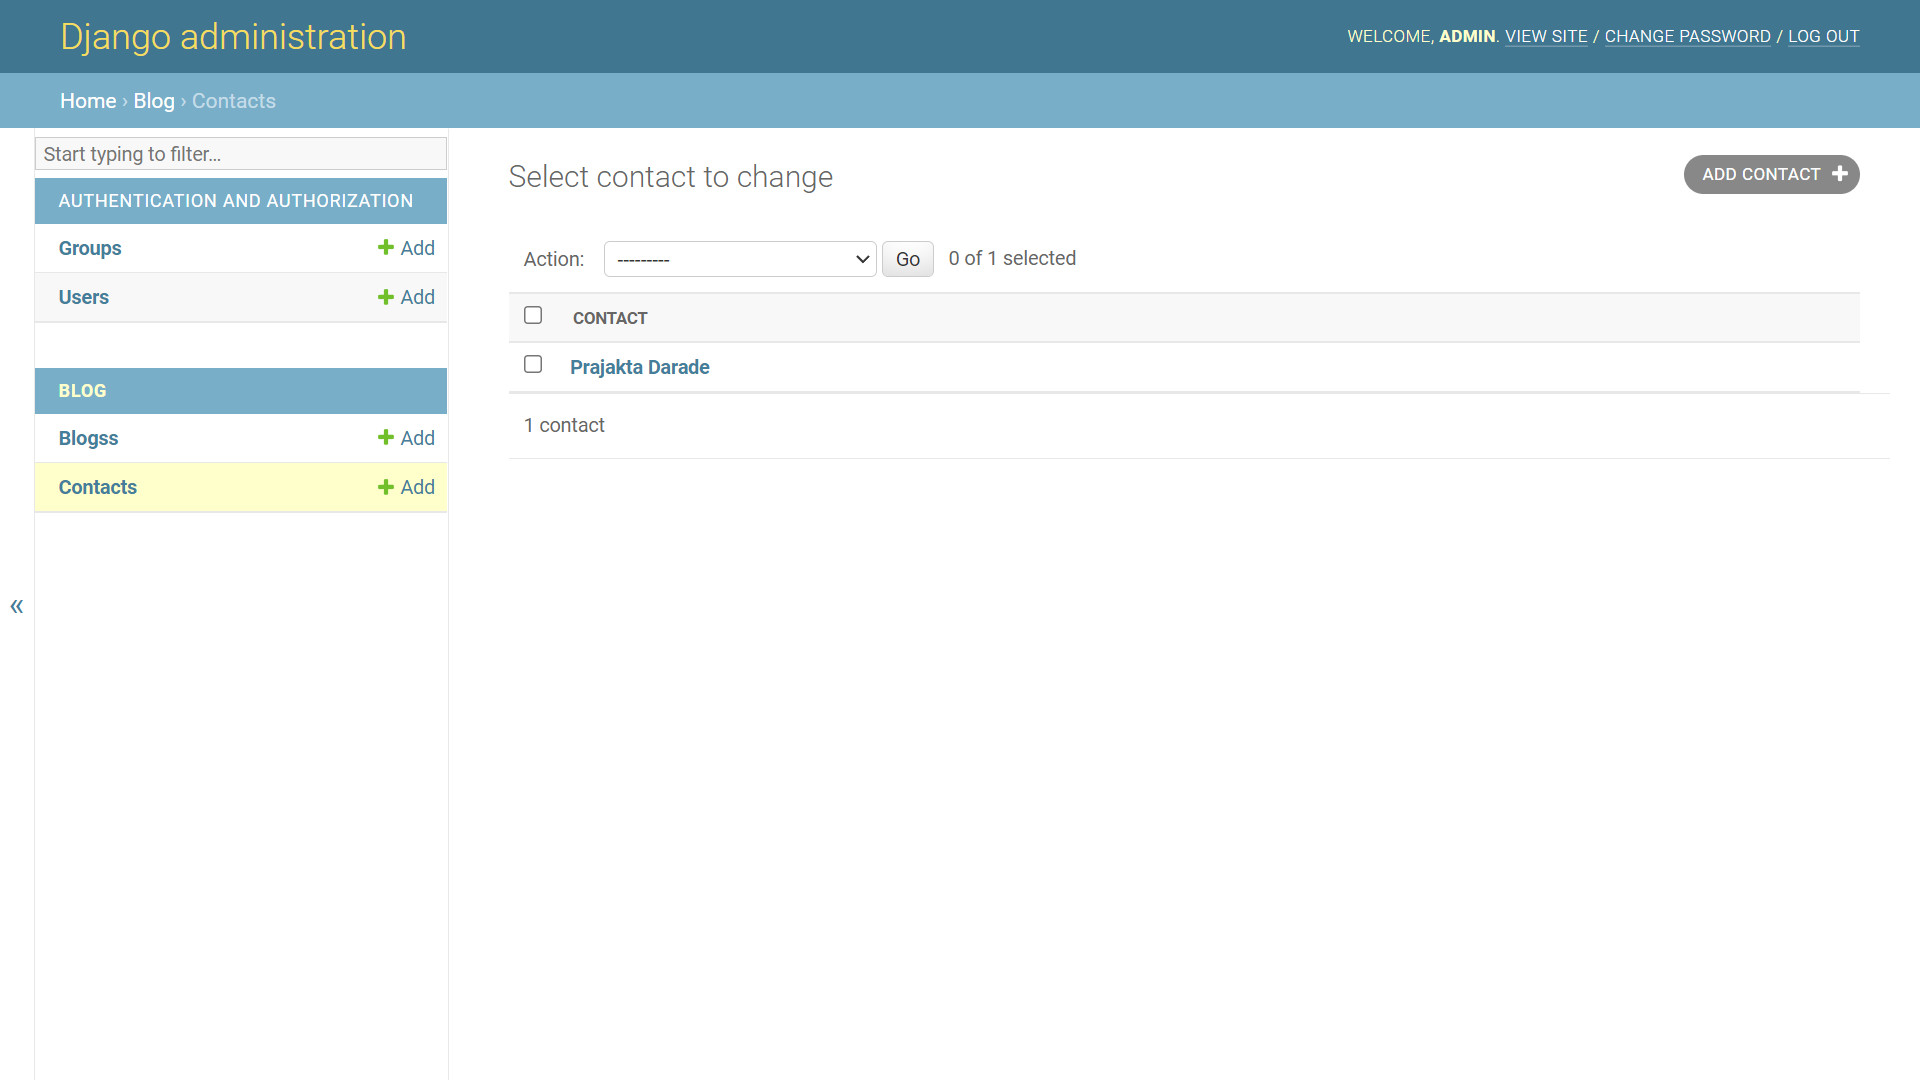 Django administration
WELCOME, ADMIN. VIEW SITE / CHANGE PASSWORD / LOG OUT
Home › Blog › Contacts
Start typing to filter...
AUTHENTICATION AND AUTHORIZATION
Groups + Add
Users + Add
BLOG
Blogss + Add
Contacts + Add
«
Select contact to change
ADD CONTACT +
Action: --------- Go 0 of 1 selected
CONTACT
Prajakta Darade
1 contact